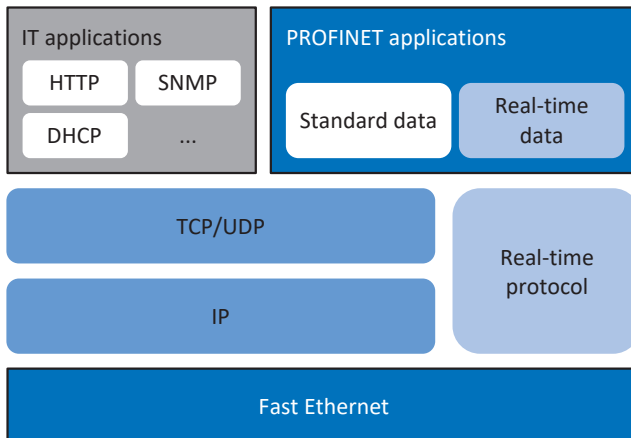 IT applications
HTTP
SNMP
DHCP
...
PROFINET applications
Standard data
Real-time
data
TCP/UDP
IP
Real-time
protocol
Fast Ethernet